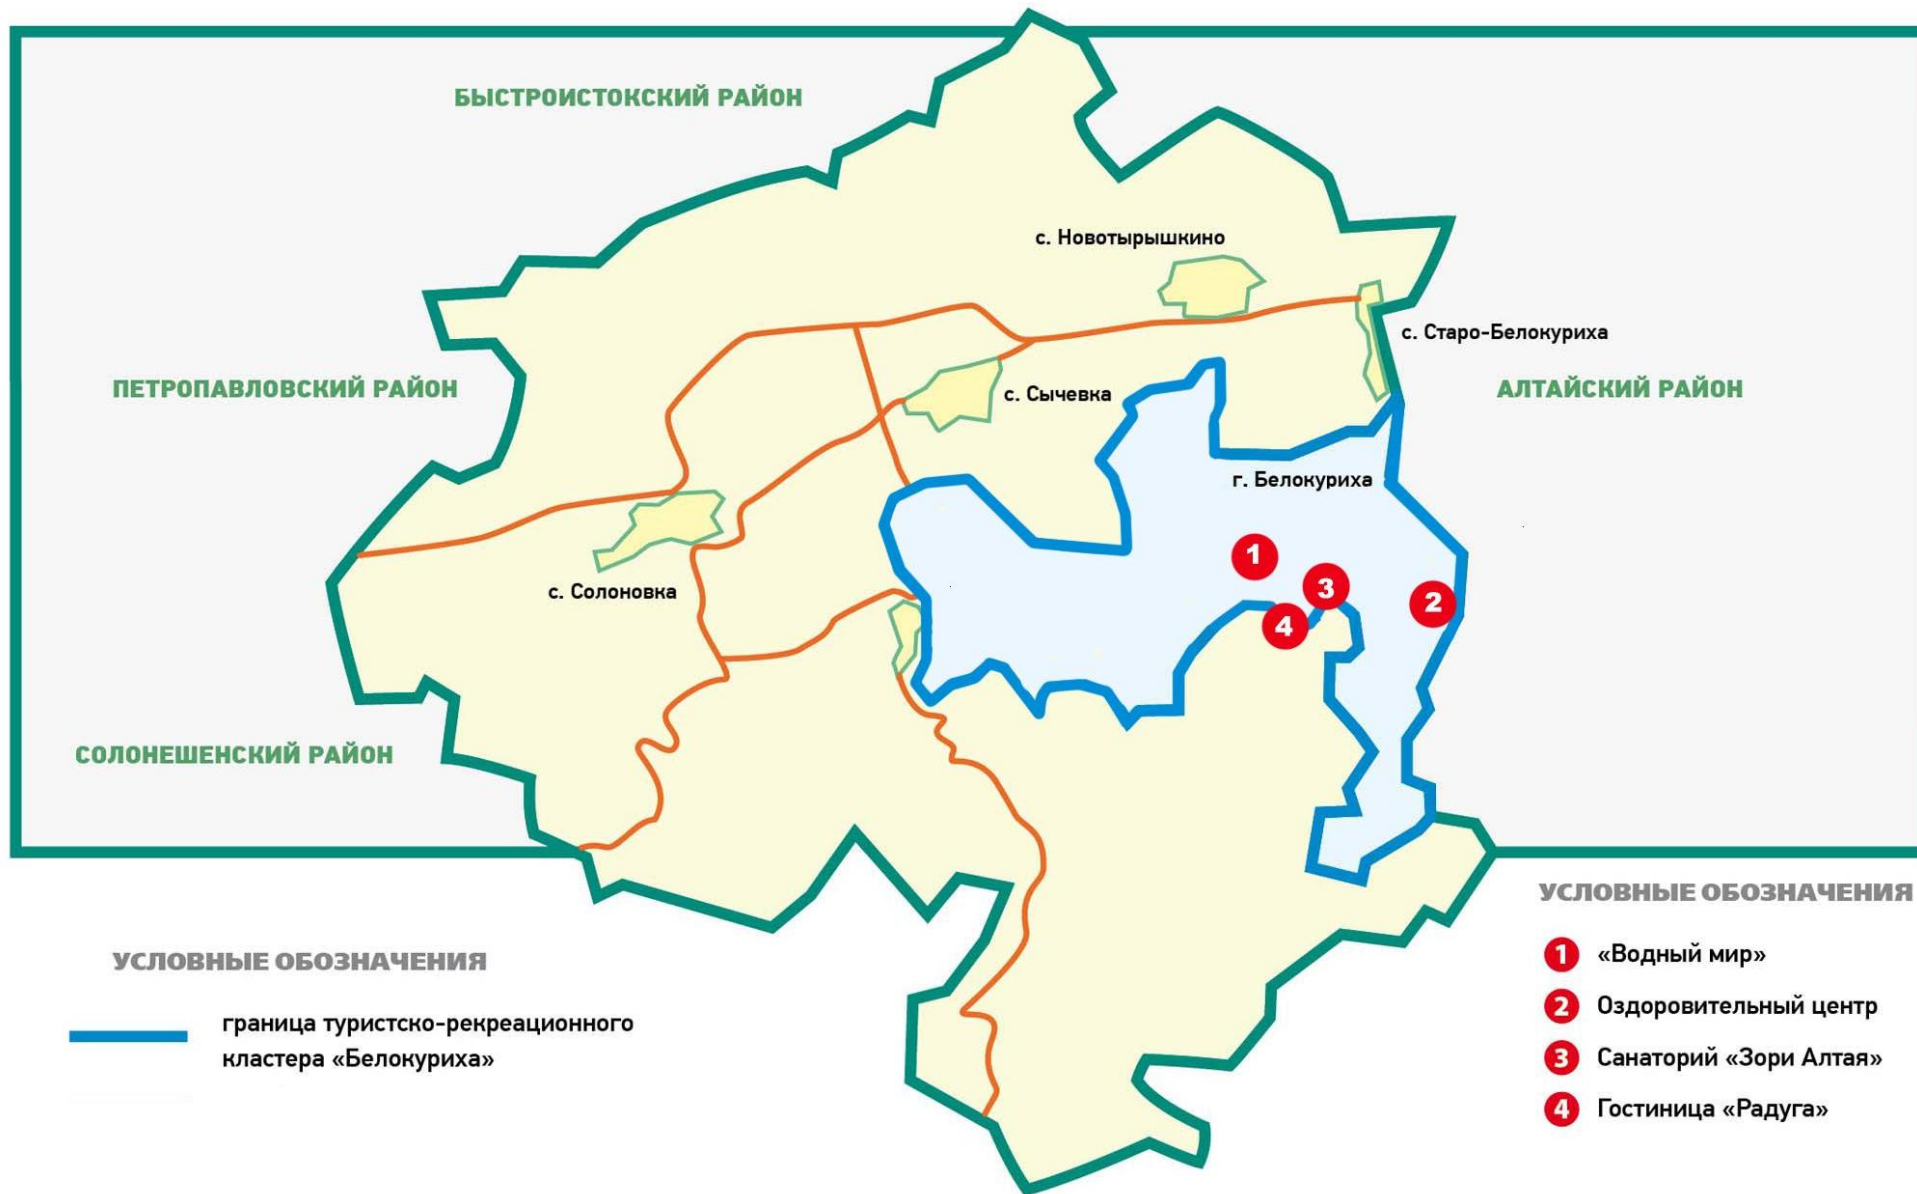 БЫСТРОИСТОКСКИЙ РАЙОН
с. Новотырышкино
с. Старо-Белокуриха
ПЕТРОПАВЛОВСКИЙ РАЙОН
с. Сычевка
АЛТАЙСКИЙ РАЙОН
г. Белокуриха
1
3
2
4
с. Солоновка
СОЛОНЕШЕНСКИЙ РАЙОН
УСЛОВНЫЕ ОБОЗНАЧЕНИЯ
граница туристско-рекреационного
кластера «Белокуриха»
УСЛОВНЫЕ ОБОЗНАЧЕНИЯ
1 «Водный мир»
2 Оздоровительный центр
3 Санаторий «Зори Алтая»
4 Гостиница «Радуга»